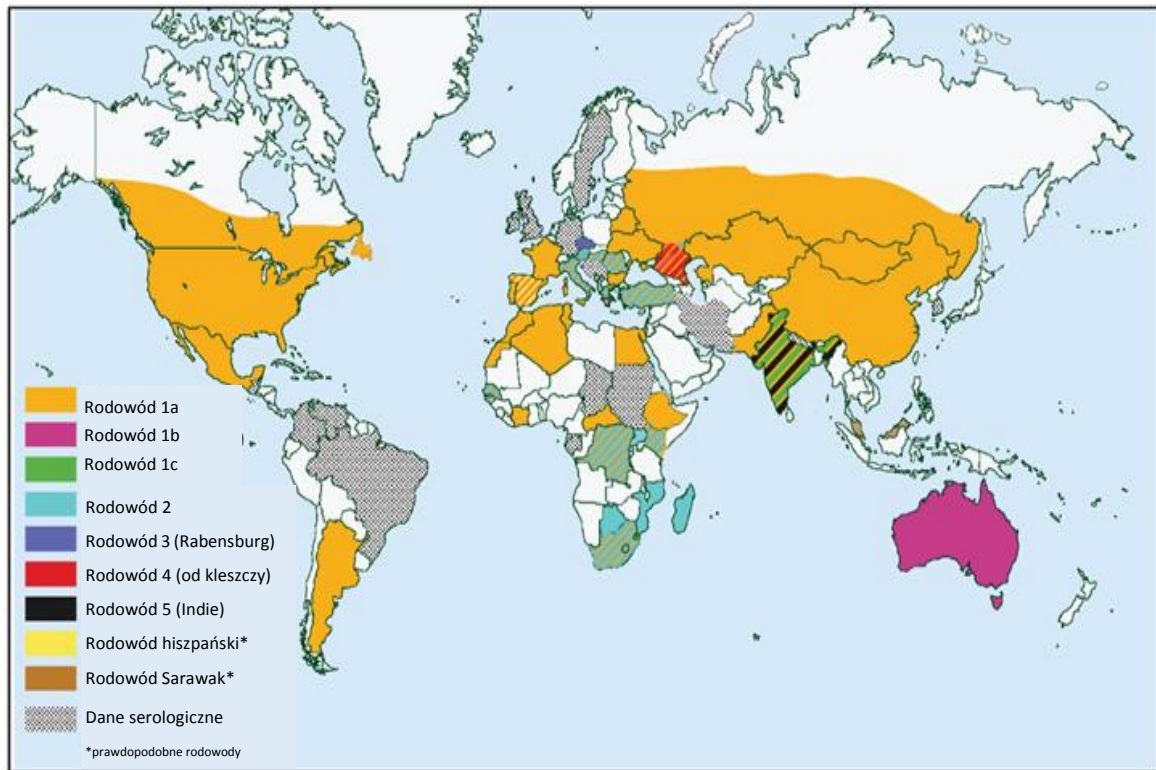 Rodowód 1a
Rodowód 1b
Rodowód 1c
Rodowód 2
Rodowód 3 (Rabensburg)
Rodowód 4 (od kleszczy)
Rodowód 5 (Indie)
Rodowód hiszpański*
Rodowód Sarawak*
Dane serologiczne
*prawdopodobne rodowody